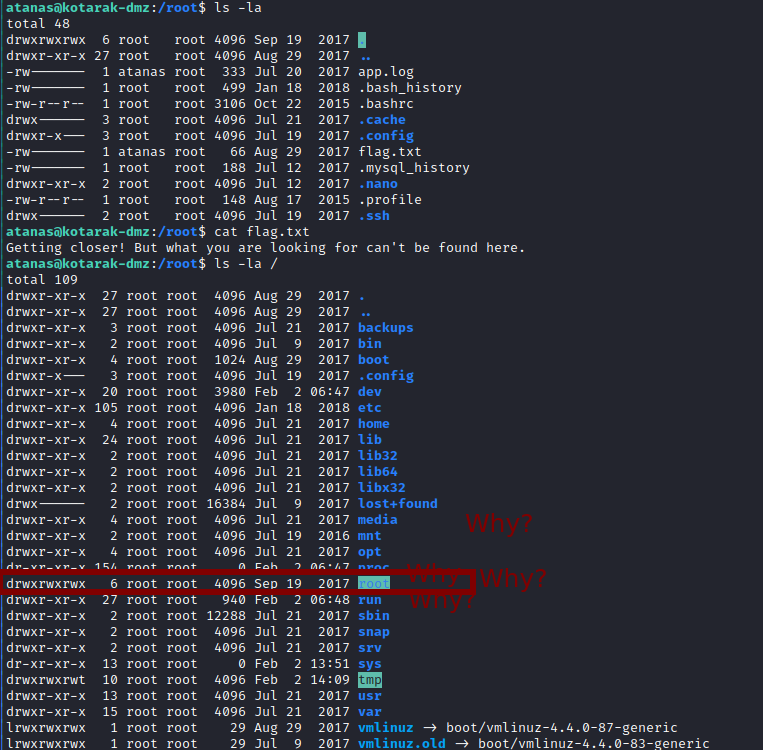 atanas@kotarak-dmz:/root$ ls -la
total 48
drwxrwxrwx  6 root   root 4096 Sep 19  2017 .
drwxr-xr-x 27 root   root 4096 Aug 29  2017 ..
-rw-------  1 atanas root  333 Jul 20  2017 app.log
-rw-------  1 root   root  499 Jan 18  2018 .bash_history
-rw-r--r--  1 root   root 3106 Oct 22  2015 .bashrc
drwx------  3 root   root 4096 Jul 21  2017 .cache
drwxr-x---  3 root   root 4096 Jul 19  2017 .config
-rw-------  1 atanas root   66 Aug 29  2017 flag.txt
-rw-------  1 root   root  188 Jul 12  2017 .mysql_history
drwxr-xr-x  2 root   root 4096 Jul 12  2017 .nano
-rw-r--r--  1 root   root  148 Aug 17  2015 .profile
drwx------  2 root   root 4096 Jul 19  2017 .ssh
atanas@kotarak-dmz:/root$ cat flag.txt
Getting closer! But what you are looking for can't be found here.
atanas@kotarak-dmz:/root$ ls -la /
total 109
drwxr-xr-x  27 root root  4096 Aug 29  2017 .
drwxr-xr-x  27 root root  4096 Aug 29  2017 ..
drwxr-xr-x   3 root root  4096 Jul 21  2017 backups
drwxr-xr-x   2 root root  4096 Jul  9  2017 bin
drwxr-xr-x   4 root root  1024 Aug 29  2017 boot
drwxr-x---   3 root root  4096 Jul 19  2017 .config
drwxr-xr-x  20 root root  3980 Feb  2 06:47 dev
drwxr-xr-x 105 root root  4096 Jan 18  2018 etc
drwxr-xr-x   4 root root  4096 Jul 21  2017 home
drwxr-xr-x  24 root root  4096 Jul 21  2017 lib
drwxr-xr-x   2 root root  4096 Jul 21  2017 lib32
drwxr-xr-x   2 root root  4096 Jul 21  2017 lib64
drwxr-xr-x   2 root root  4096 Jul 21  2017 libx32
drwx------   2 root root 16384 Jul  9  2017 lost+found
drwxr-xr-x   4 root root  4096 Jul 21  2017 media
Why?
drwxr-xr-x   2 root root  4096 Jul 19  2016 mnt
drwxr-xr-x   4 root root  4096 Jul 21  2017 opt
dr-xr-xr-x 154 root root     0 Feb  2 06:47 proc
Why
drwxrwxrwx   6 root root  4096 Sep 19  2017 root
Why?
drwxr-xr-x  27 root root   940 Feb  2 06:48 run
Why?
drwxr-xr-x   2 root root 12288 Jul 21  2017 sbin
drwxr-xr-x   2 root root  4096 Jul 21  2017 snap
drwxr-xr-x   2 root root  4096 Jul 21  2017 srv
dr-xr-xr-x  13 root root     0 Feb  2 13:51 sys
drwxrwxrwt  10 root root  4096 Feb  2 14:09 tmp
drwxr-xr-x  13 root root  4096 Jul 21  2017 usr
drwxr-xr-x  15 root root  4096 Jul 21  2017 var
lrwxrwxrwx   1 root root    29 Aug 29  2017 vmlinuz -> boot/vmlinuz-4.4.0-87-generic
lrwxrwxrwx   1 root root    29 Jul  9  2017 vmlinuz.old -> boot/vmlinuz-4.4.0-83-generic